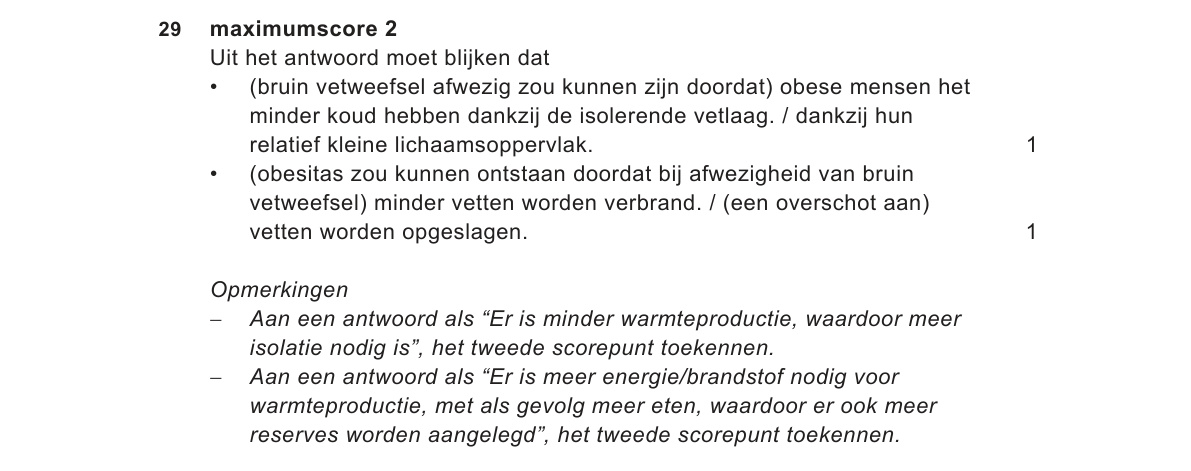 29 maximumscore 2
Uit het antwoord moet blijken dat
• (bruin vetweefsel afwezig zou kunnen zijn doordat) obese mensen het
minder koud hebben dankzij de isolerende vetlaag. / dankzij hun
relatief kleine lichaamsoppervlak. 1
• (obesitas zou kunnen ontstaan doordat bij afwezigheid van bruin
vetweefsel) minder vetten worden verbrand. / (een overschot aan)
vetten worden opgeslagen. 1
Opmerkingen
– Aan een antwoord als “Er is minder warmteproductie, waardoor meer
isolatie nodig is”, het tweede scorepunt toekennen.
– Aan een antwoord als “Er is meer energie/brandstof nodig voor
warmteproductie, met als gevolg meer eten, waardoor er ook meer
reserves worden aangelegd”, het tweede scorepunt toekennen.